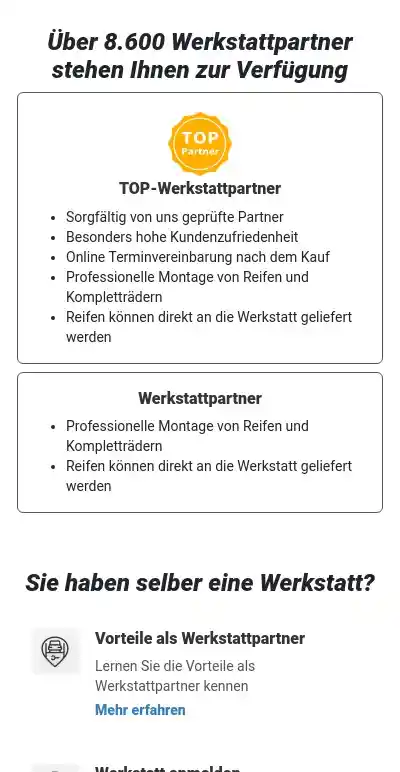 Über 8.600 Werkstattpartner
stehen Ihnen zur Verfügung
TOP
Partner
TOP-Werkstattpartner
• Sorgfältig von uns geprüfte Partner
• Besonders hohe Kundenzufriedenheit
• Online Terminvereinbarung nach dem Kauf
• Professionelle Montage von Reifen und
Kompletträdern
• Reifen können direkt an die Werkstatt geliefert
werden
Werkstattpartner
• Professionelle Montage von Reifen und
Kompletträdern
• Reifen können direkt an die Werkstatt geliefert
werden
Sie haben selber eine Werkstatt?
Vorteile als Werkstattpartner
Lernen Sie die Vorteile als
Werkstattpartner kennen
Mehr erfahren
Werkstatt anmelden